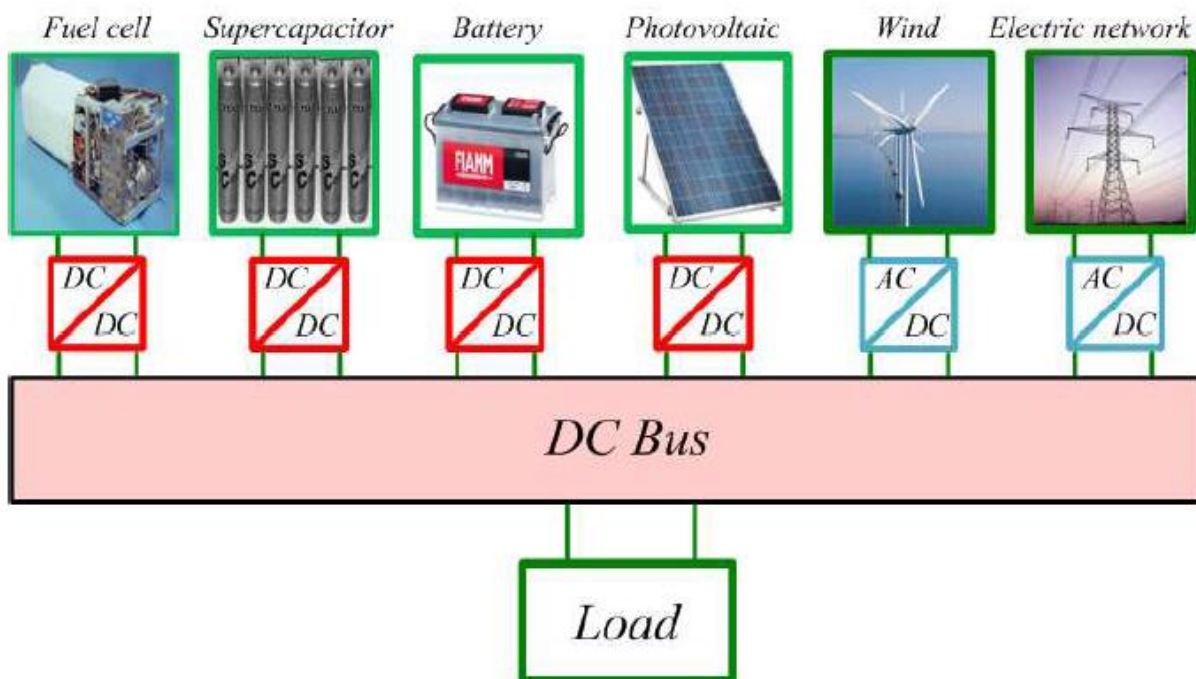 Fuel cell Supercapacitor Battery Photovoltaic Wind Electric network
FIAMM
DC DC DC DC AC AC
DC DC DC DC DC DC
DC Bus
Load